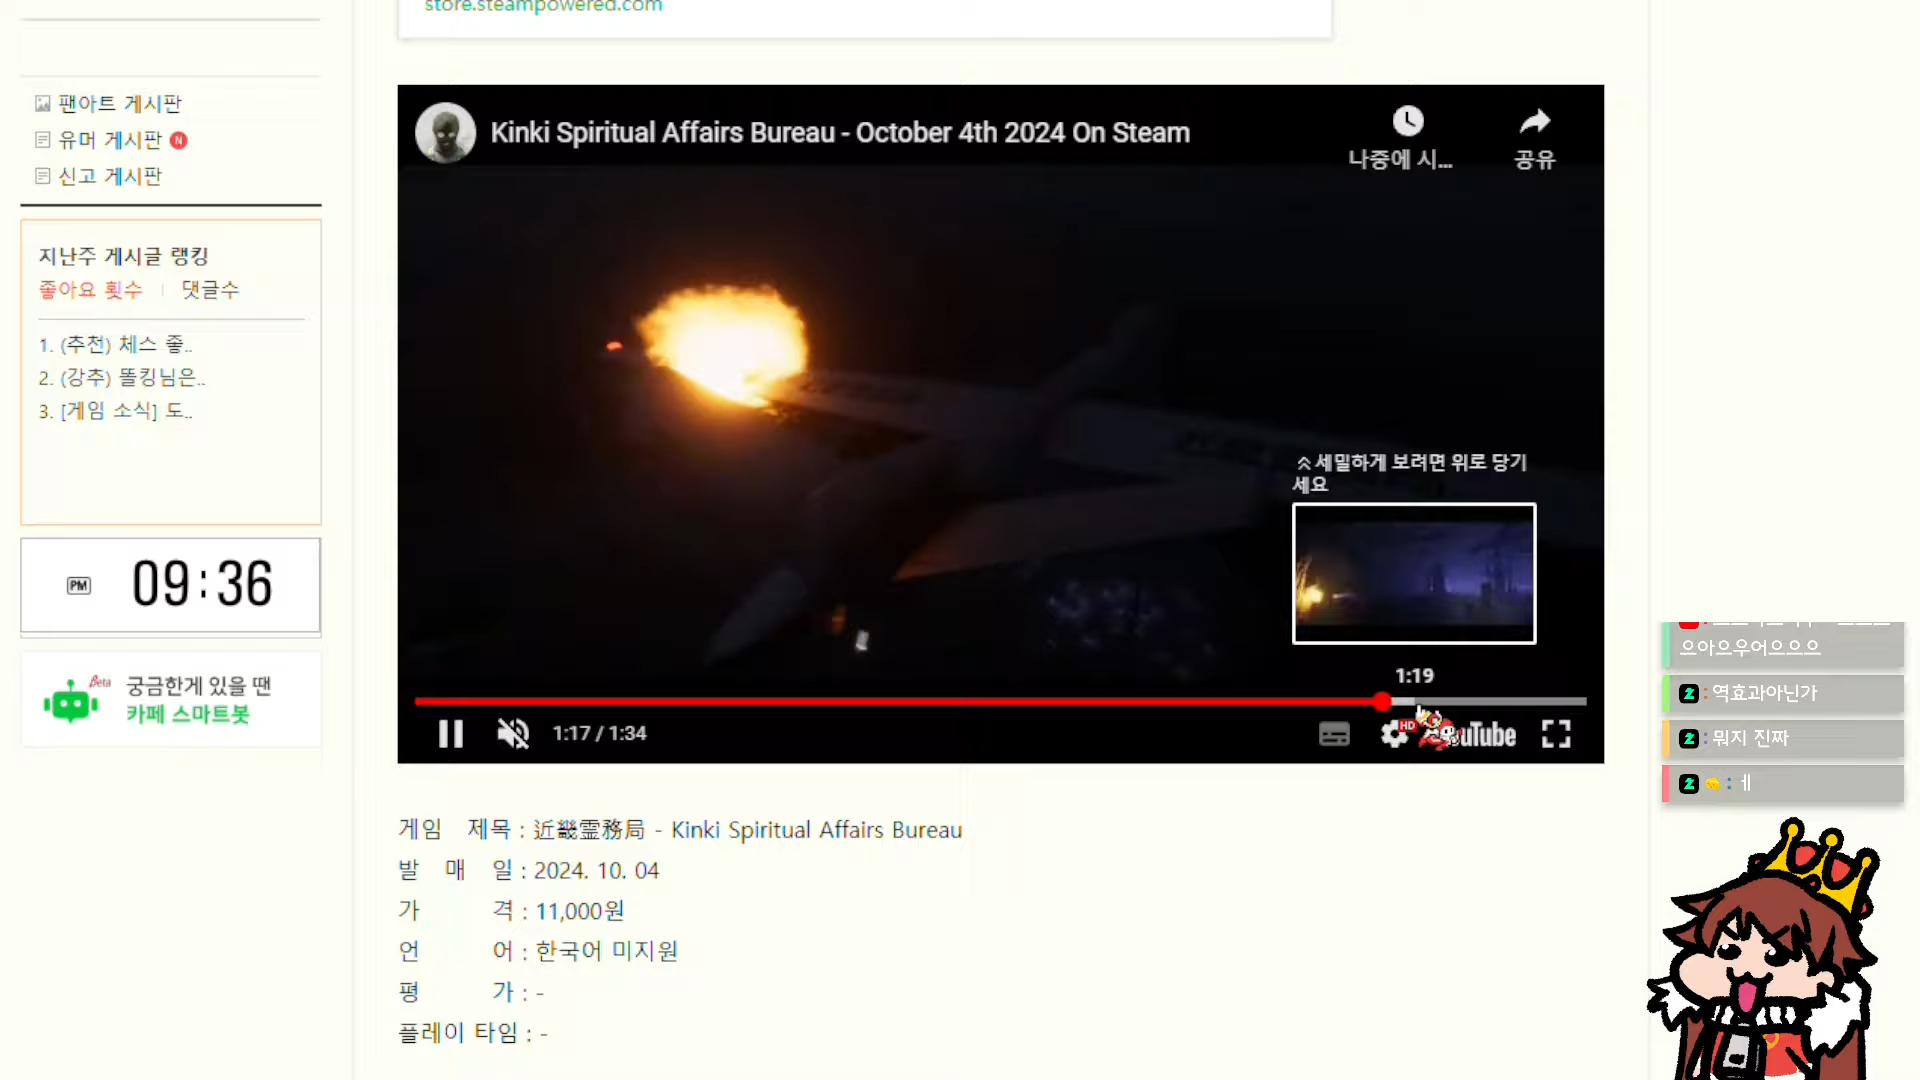 store.steampowered.com
팬아트 게시판
유머 게시판 N
신고 게시판
지난주 게시글 랭킹
좋아요 횟수 댓글수
1. (추천) 체스 좋..
2. (강추) 똘킹님은..
3. [게임 소식] 도..
PM 09:36
Beta
궁금한게 있을 땐
카페 스마트봇
Kinki Spiritual Affairs Bureau - October 4th 2024 On Steam
나중에 시...
공유
세밀하게 보려면 위로 당기
세요
1:19
1:17 / 1:34
HD
게임 제목 : 近畿霊務局 - Kinki Spiritual Affairs Bureau
발 매 일 : 2024. 10. 04
가 격 : 11,000원
언 어 : 한국어 미지원
평 가 : -
플레이 타임 : -
으아으우어으으으
: 역효과아닌가
: 뭐지 진짜
: ㅔ